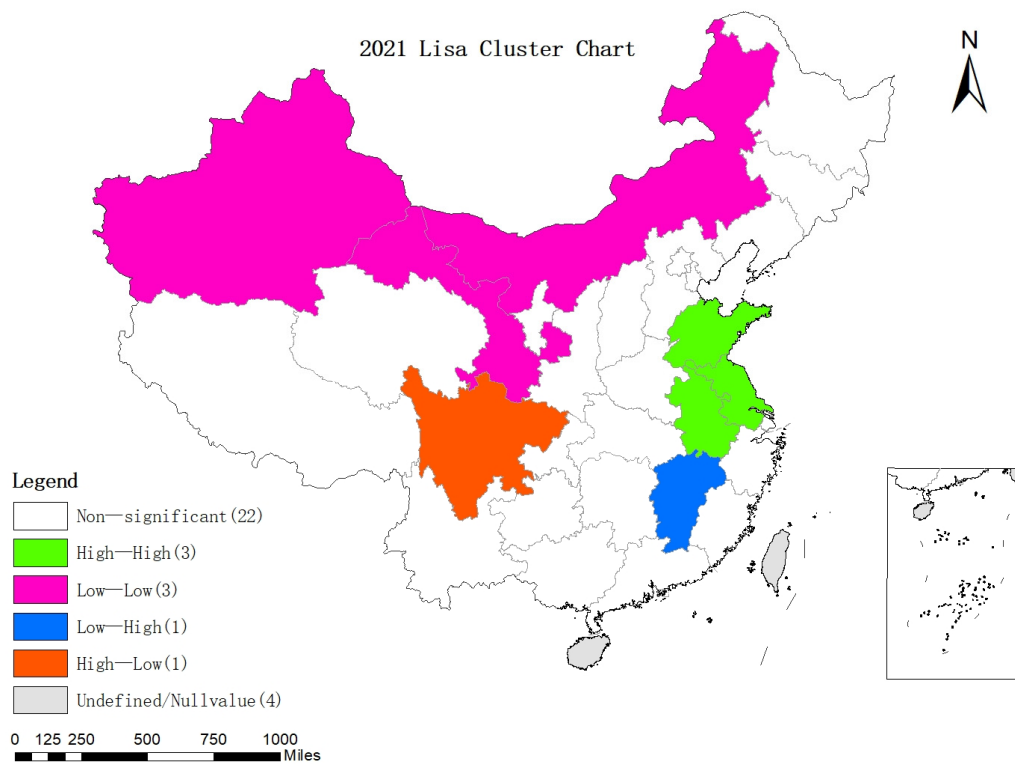 2021 Lisa Cluster Chart
N
Legend
Non—significant(22)
High—High(3)
Low—Low(3)
Low—High(1)
High—Low(1)
Undefined/Nullvalue(4)
0 125 250 500 750 1000
Miles